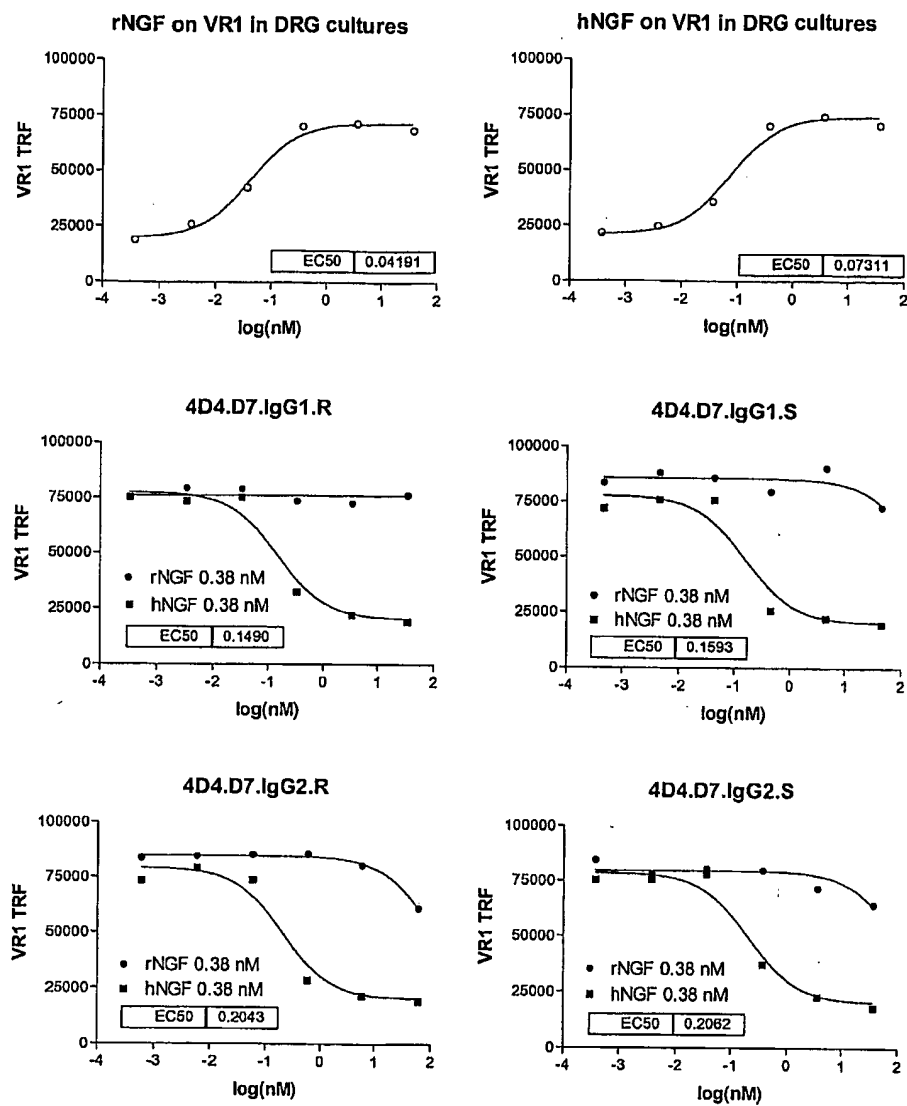 rNGF on VR1 in DRG cultures
100000
75000
50000
25000
0
VR1 TRF
EC50 0.04191
-4 -3 -2 -1 0 1 2
log(nM)
hNGF on VR1 in DRG cultures
100000
75000
50000
25000
0
VR1 TRF
EC50 0.07311
-4 -3 -2 -1 0 1 2
log(nM)
4D4.D7.IgG1.R
100000
75000
50000
25000
0
VR1 TRF
rNGF 0.38 nM
hNGF 0.38 nM
EC50 0.1490
-4 -3 -2 -1 0 1 2
log(nM)
4D4.D7.IgG1.S
100000
75000
50000
25000
0
VR1 TRF
rNGF 0.38 nM
hNGF 0.38 nM
EC50 0.1593
-4 -3 -2 -1 0 1 2
log(nM)
4D4.D7.IgG2.R
100000
75000
50000
25000
0
VR1 TRF
rNGF 0.38 nM
hNGF 0.38 nM
EC50 0.2043
-4 -3 -2 -1 0 1 2
log(nM)
4D4.D7.IgG2.S
100000
75000
50000
25000
0
VR1 TRF
rNGF 0.38 nM
hNGF 0.38 nM
EC50 0.2062
-4 -3 -2 -1 0 1 2
log(nM)